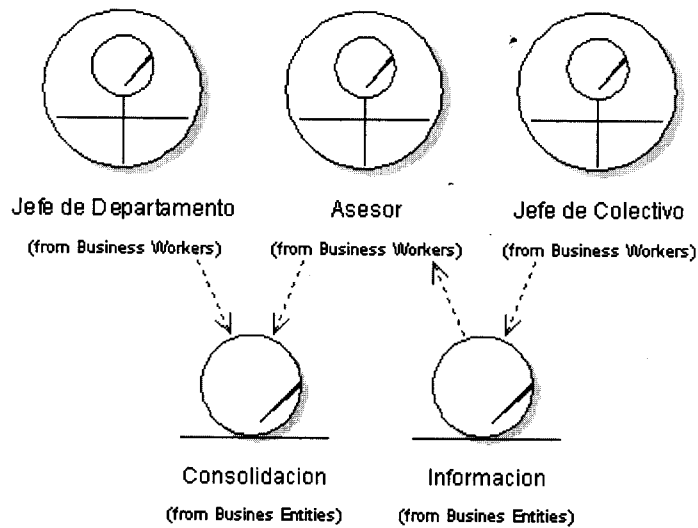 Jefe de Departamento
Asesor
Jefe de Colectivo
(from Business Workers)
(from Business Workers)
(from Business Workers)
Consolidacion
Informacion
(from Busines Entities)
(from Busines Entities)